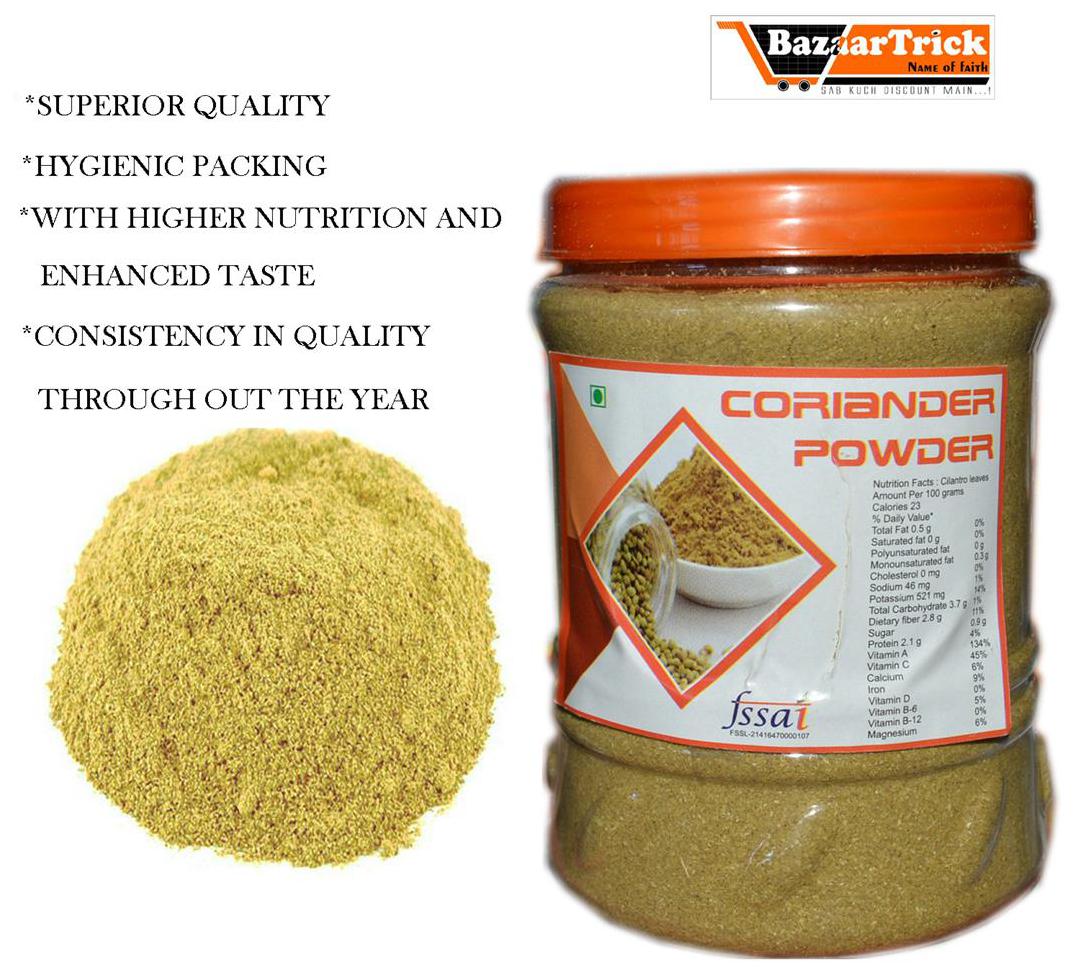 BazaarTrick
NAME OF FAITH
SAB KUCH DISCOUNT MAIN...!
*SUPERIOR QUALITY
*HYGIENIC PACKING
*WITH HIGHER NUTRITION AND
ENHANCED TASTE
*CONSISTENCY IN QUALITY
THROUGH OUT THE YEAR
CORIANDER
POWDER
Nutrition Facts : Cilantro leaves
Amount Per 100 grams
Calories 23
% Daily Value*
Total Fat 0.5 g 0%
Saturated fat 0 g 0%
Polyunsaturated fat 0 g
Monounsaturated fat 0.3 g
Cholesterol 0 mg 0%
Sodium 46 mg 1%
Potassium 521 mg 14%
Total Carbohydrate 3.7 g 1%
Dietary fiber 2.8 g 11%
Sugar 0.9 g
Protein 2.1 g 4%
Vitamin A 134%
Vitamin C 45%
Calcium 6%
Iron 9%
Vitamin D 0%
Vitamin B-6 5%
Vitamin B-12 0%
Magnesium 6%
fssai
FSSL-21416470000107